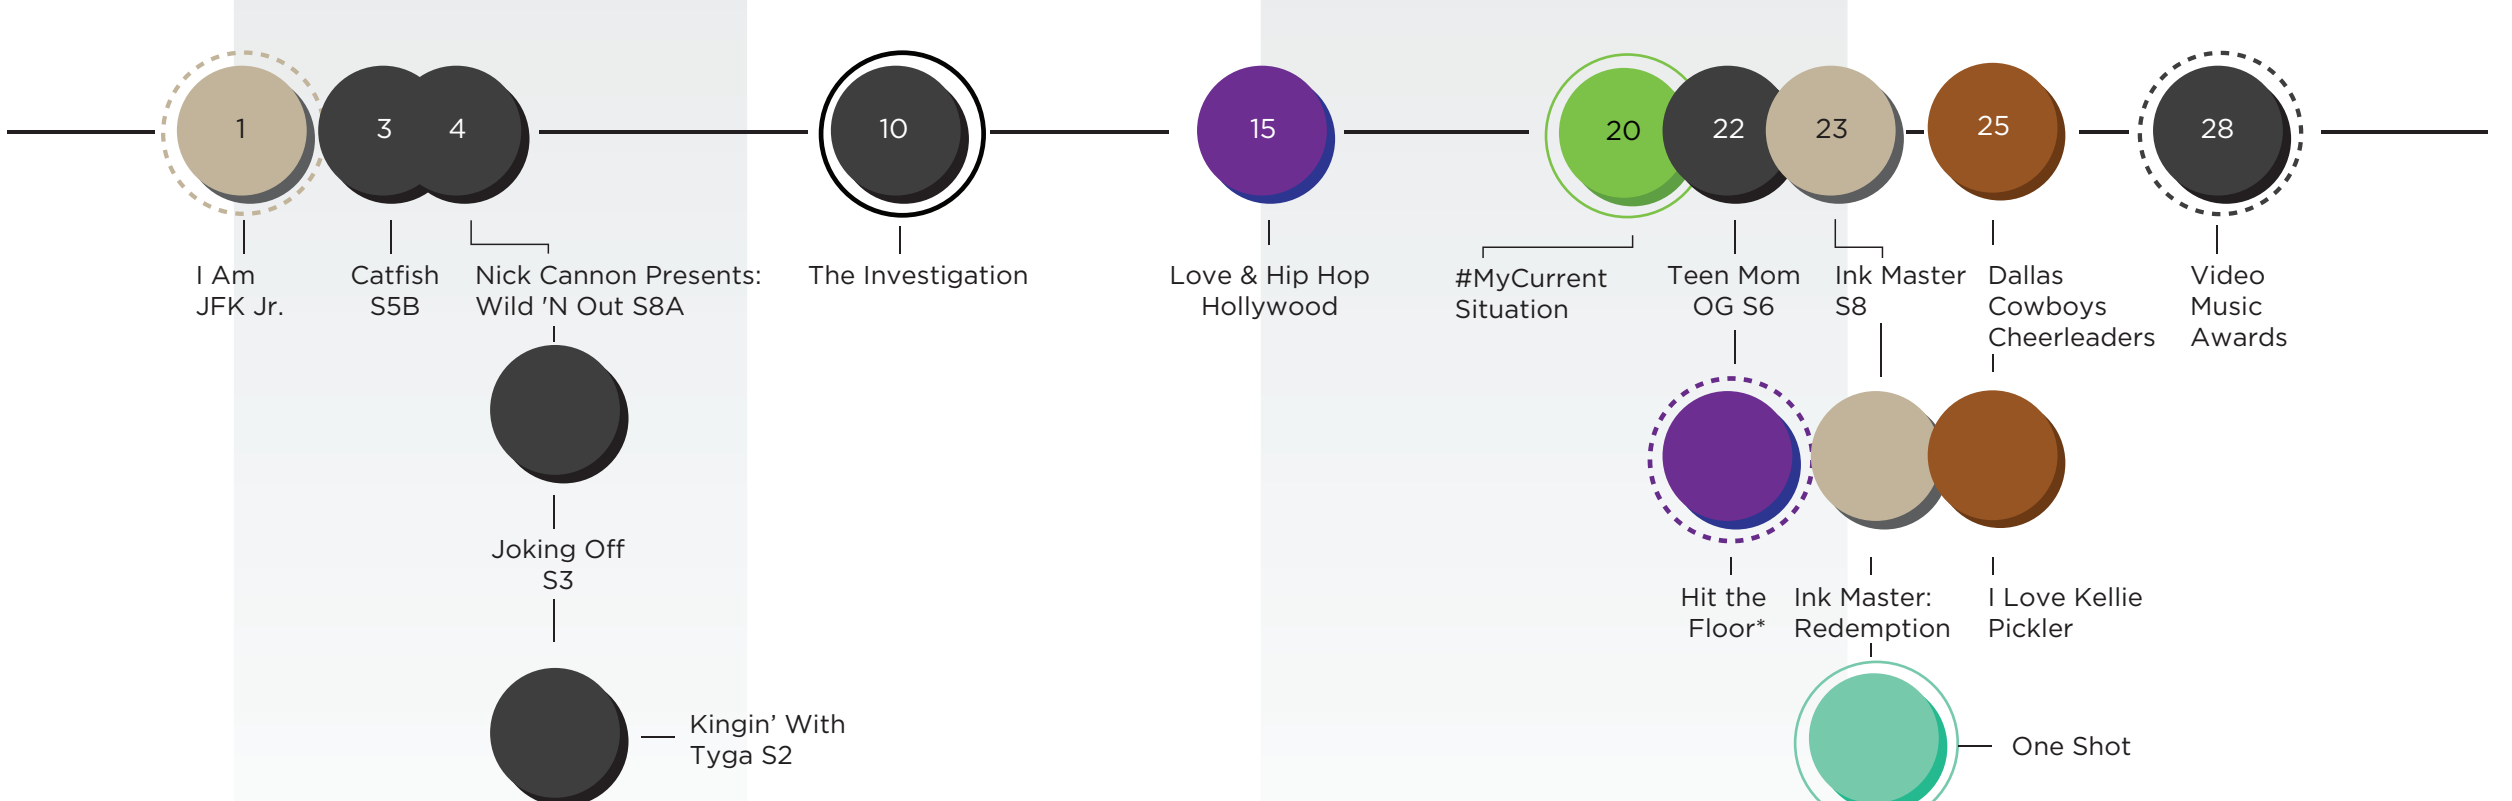 1
3
4
10
15
20
22
23
25
28
I Am
JFK Jr.
Catfish
S5B
Nick Cannon Presents:
Wild 'N Out S8A
The Investigation
Love & Hip Hop
Hollywood
#MyCurrent
Situation
Teen Mom
OG S6
Ink Master
S8
Dallas
Cowboys
Cheerleaders
Video
Music
Awards
Joking Off
S3
Hit the
Floor*
Ink Master:
Redemption
I Love Kellie
Pickler
Kingin’ With
Tyga S2
One Shot